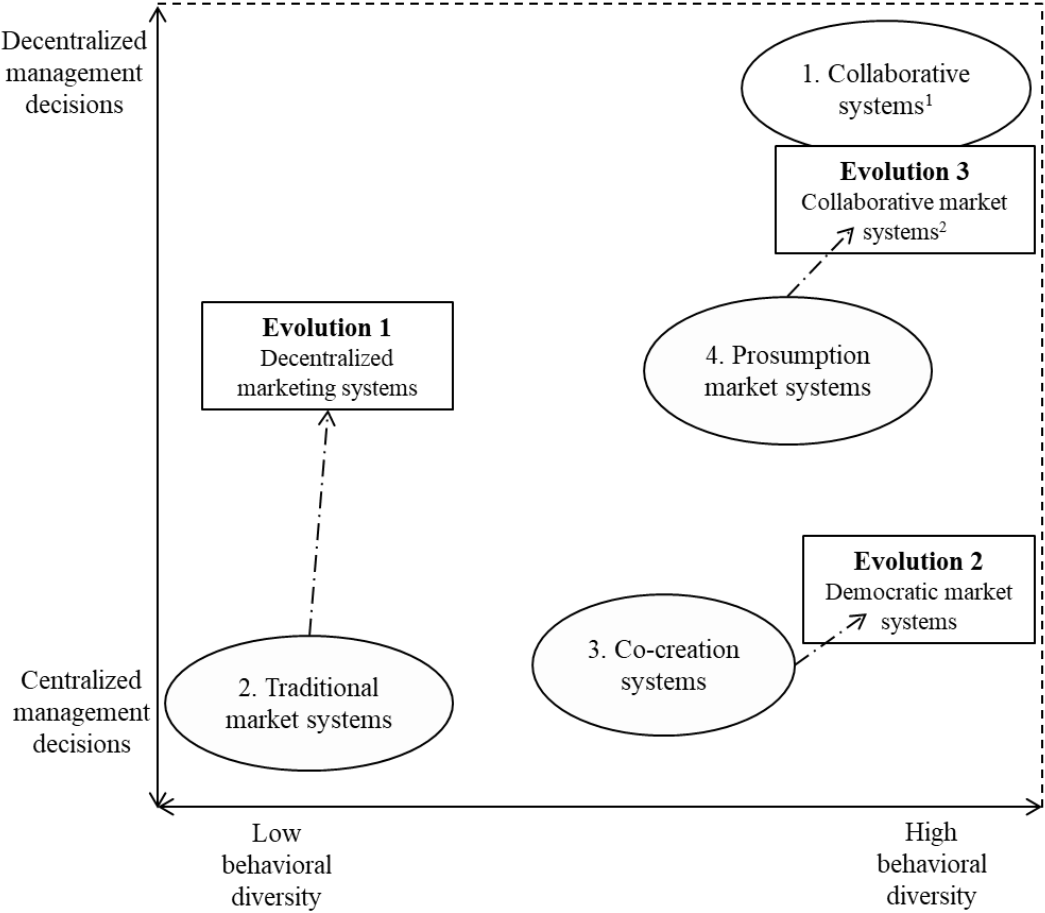 Decentralized
management
decisions
1. Collaborative
systems¹
Evolution 3
Collaborative market
systems²
Evolution 1
Decentralized
marketing systems
4. Prosumption
market systems
Evolution 2
Democratic market
systems
3. Co-creation
systems
Centralized
management
decisions
2. Traditional
market systems
Low
behavioral
diversity
High
behavioral
diversity